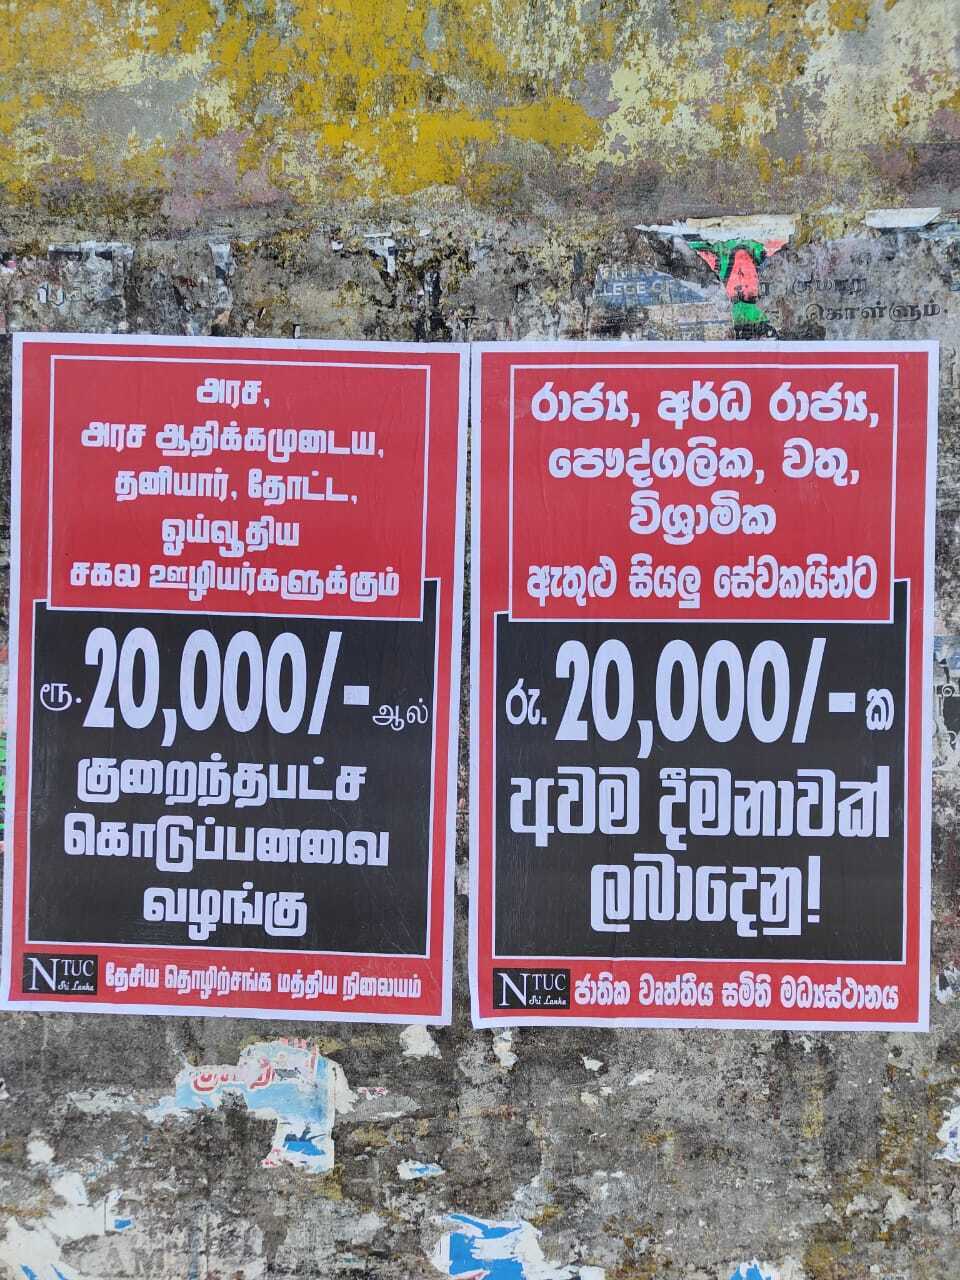 LLEGE OF
கொள்ளும்.
அரச,
அரச ஆதிக்கமுடைய,
தனியார், தோட்ட,
ஓய்வூதிய
சகல ஊழியர்களுக்கும்
ரூ. 20,000/- ஆல்
குறைந்தபட்ச
கொடுப்பனவை
வழங்கு
NTUC
Sri Lanka
தேசிய தொழிற்சங்க மத்திய நிலையம்
රාජ්‍ය, අර්ධ රාජ්‍ය,
පෞද්ගලික, වතු,
විශ්‍රාමික
ඇතුළු සියලු සේවකයින්ට
රු. 20,000/- ක
අවම දීමනාවක්
ලබාදෙනු!
NTUC
Sri Lanka
ජාතික වෘත්තීය සමිති මධ්‍යස්ථානය